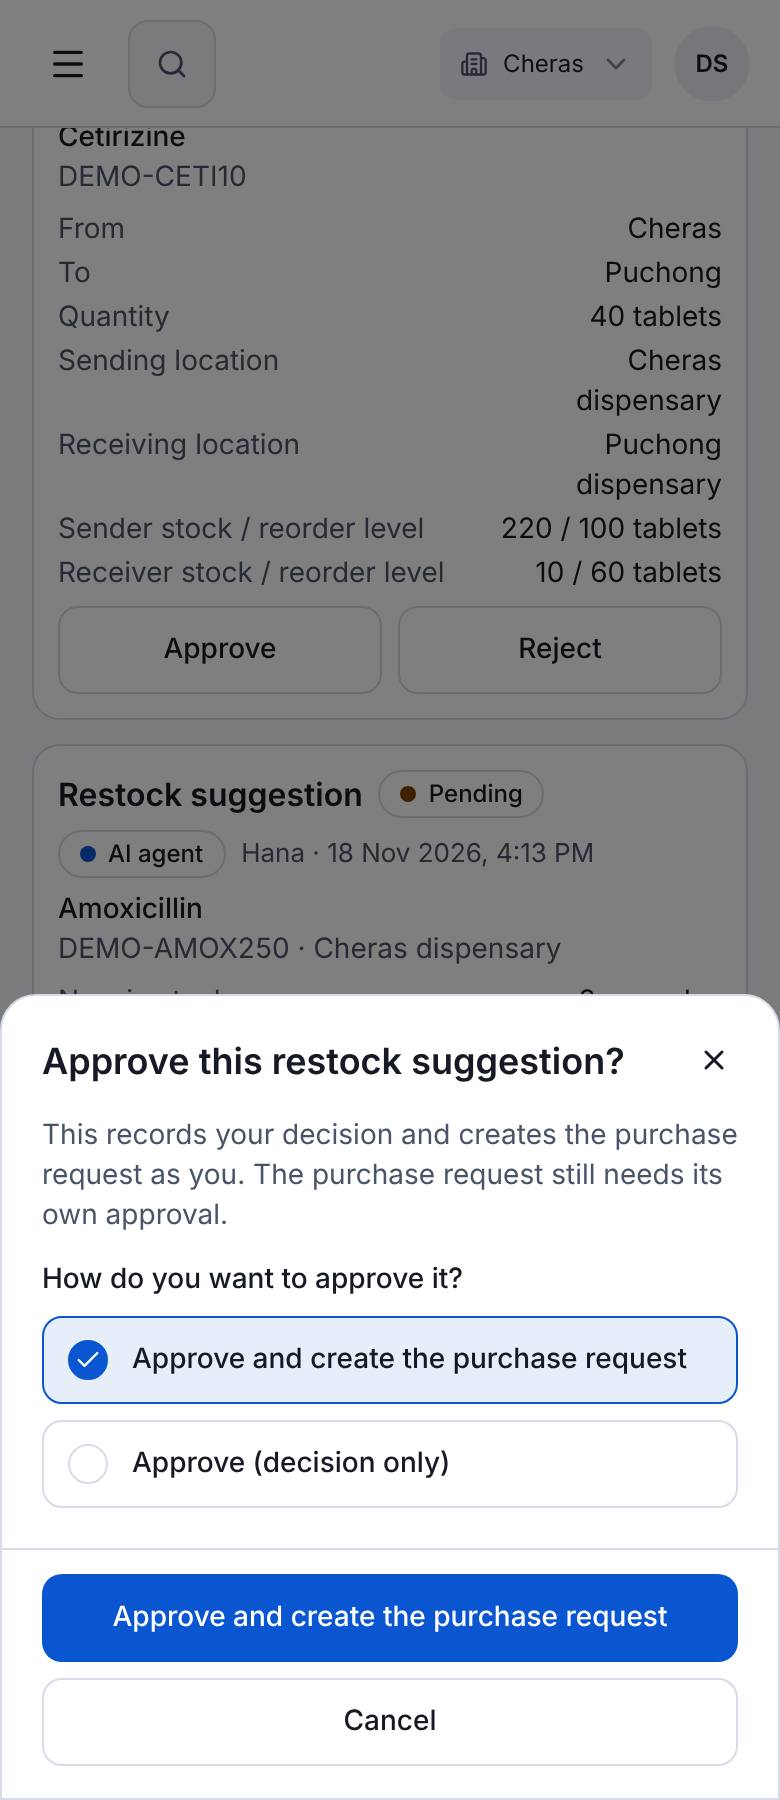 Cheras
DS
Cetirizine
DEMO-CETI10
From Cheras
To Puchong
Quantity 40 tablets
Sending location Cheras
dispensary
Receiving location Puchong
dispensary
Sender stock / reorder level 220 / 100 tablets
Receiver stock / reorder level 10 / 60 tablets
Approve Reject
Restock suggestion Pending
AI agent Hana · 18 Nov 2026, 4:13 PM
Amoxicillin
DEMO-AMOX250 · Cheras dispensary
Approve this restock suggestion?
This records your decision and creates the purchase
request as you. The purchase request still needs its
own approval.
How do you want to approve it?
Approve and create the purchase request
Approve (decision only)
Approve and create the purchase request
Cancel